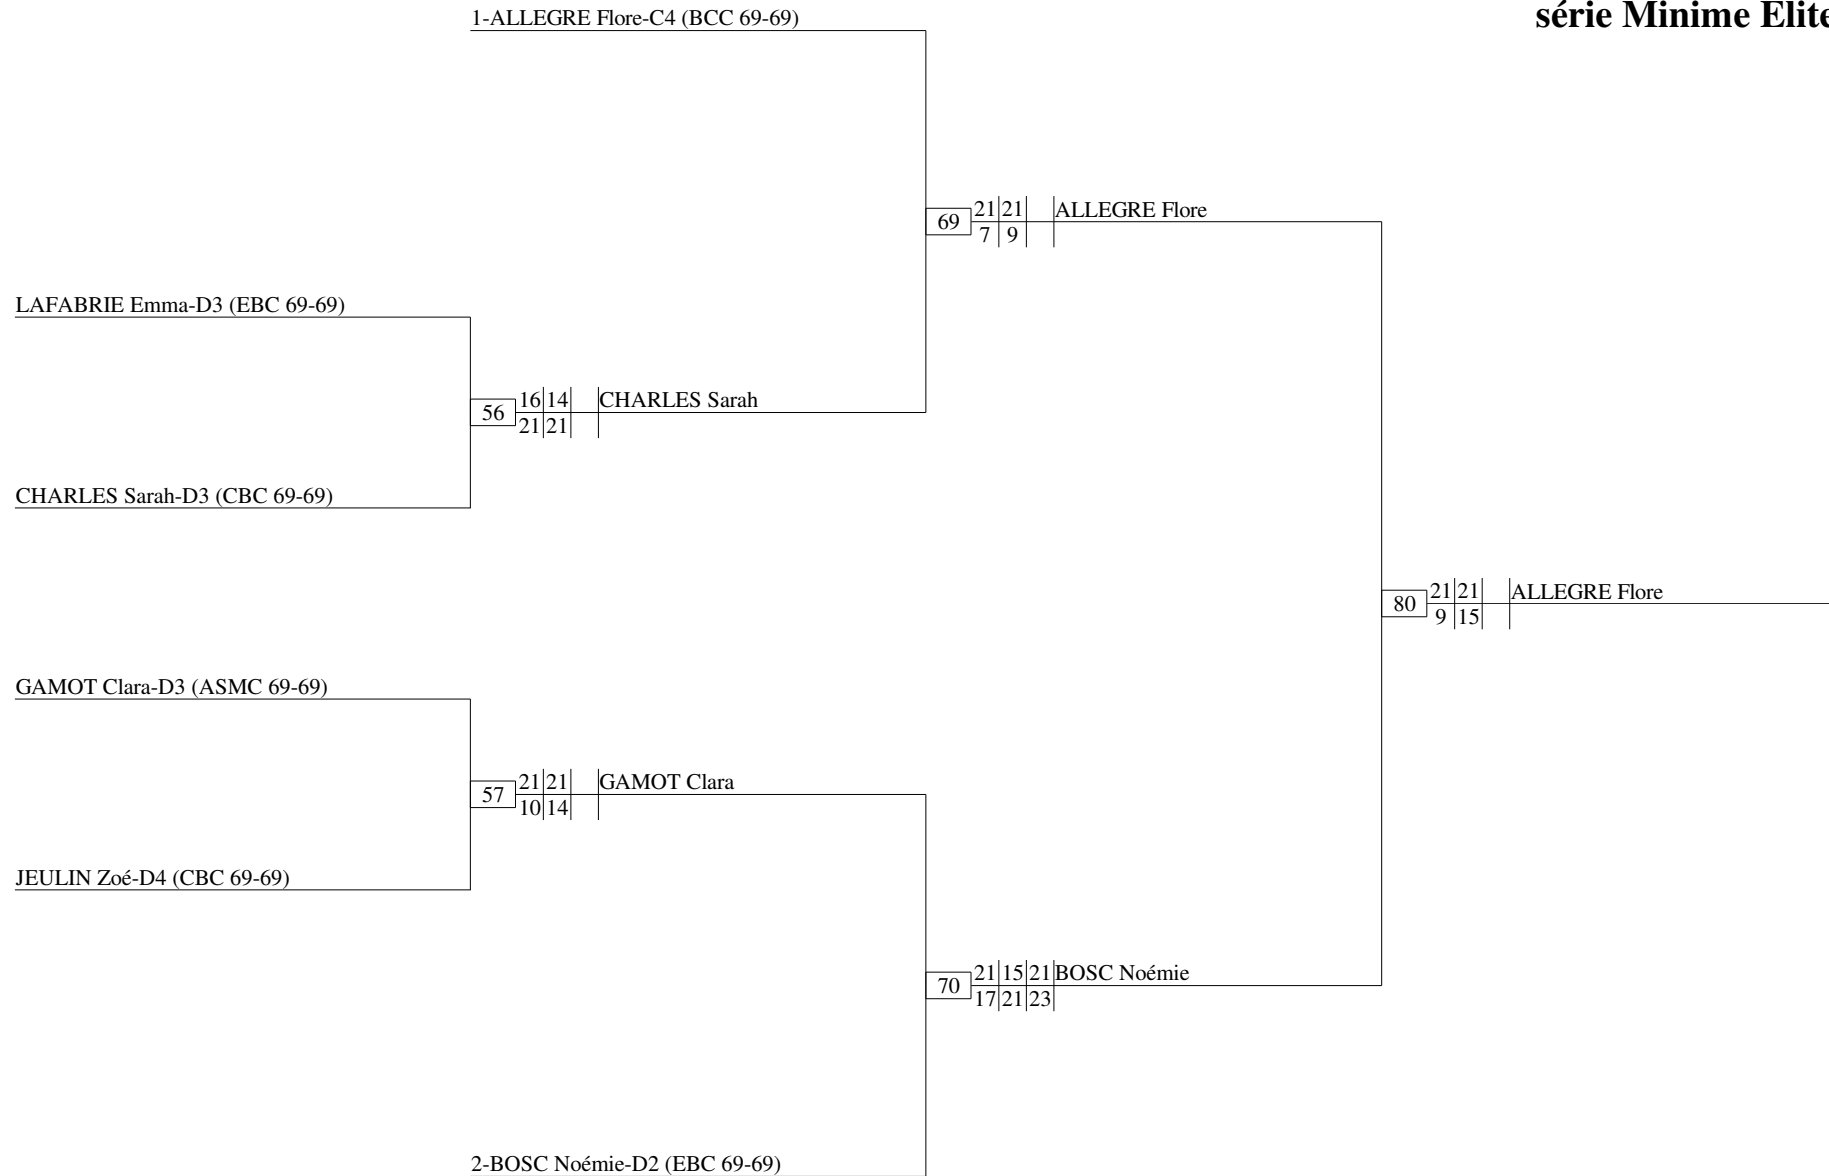 série Minime Elite
1-ALLEGRE Flore-C4 (BCC 69-69)
69 21 21 ALLEGRE Flore
7 9
LAFABRIE Emma-D3 (EBC 69-69)
56 16 14 CHARLES Sarah
21 21
CHARLES Sarah-D3 (CBC 69-69)
80 21 21 ALLEGRE Flore
9 15
GAMOT Clara-D3 (ASMC 69-69)
57 21 21 GAMOT Clara
10 14
JEULIN Zoé-D4 (CBC 69-69)
70 21 15 21 BOSC Noémie
17 21 23
2-BOSC Noémie-D2 (EBC 69-69)